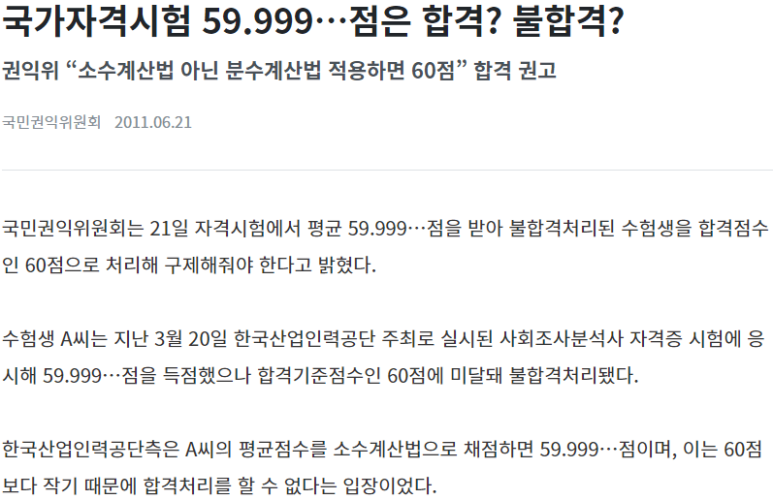 국가자격시험 59.999…점은 합격? 불합격?
권익위 “소수계산법 아닌 분수계산법 적용하면 60점” 합격 권고
국민권익위원회 2011.06.21
국민권익위원회는 21일 자격시험에서 평균 59.999…점을 받아 불합격처리된 수험생을 합격점수
인 60점으로 처리해 구제해줘야 한다고 밝혔다.
수험생 A씨는 지난 3월 20일 한국산업인력공단 주최로 실시된 사회조사분석사 자격증 시험에 응
시해 59.999…점을 득점했으나 합격기준점수인 60점에 미달돼 불합격처리됐다.
한국산업인력공단측은 A씨의 평균점수를 소수계산법으로 채점하면 59.999…점이며, 이는 60점
보다 작기 때문에 합격처리를 할 수 없다는 입장이었다.